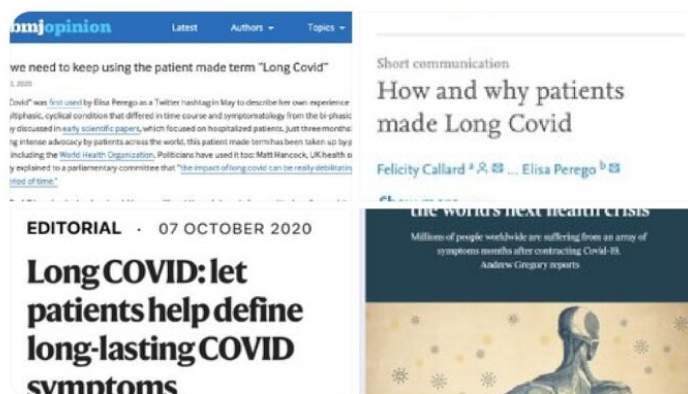 bmjopinion
Latest
Authors
Topics
we need to keep using the patient made term "Long Covid"
Covid" was first used by Elisa Perego as a Twitter hashtag in May to describe her own experience
ltiphasic, cyclical condition that differed in time course and symptomatology from the bi-phasic
y discussed in early scientific papers, which focused on hospitalized patients. Just three months
ng intense advocacy by patients across the world, this patient made term has been taken up by
including the World Health Organization. Politicians have used it too: Matt Hancock, UK health
y explained to a parliamentary committee that "the impact of long covid can be really debilitating
riod of time."
Short communication
How and why patients
made Long Covid
Felicity Callard a ... Elisa Perego b
EDITORIAL · 07 OCTOBER 2020
Long COVID: let
patients help define
long-lasting COVID
symptoms
the world's next health crisis
Millions of people worldwide are suffering from an array of
symptoms months after contracting Covid-19.
Andrew Gregory reports